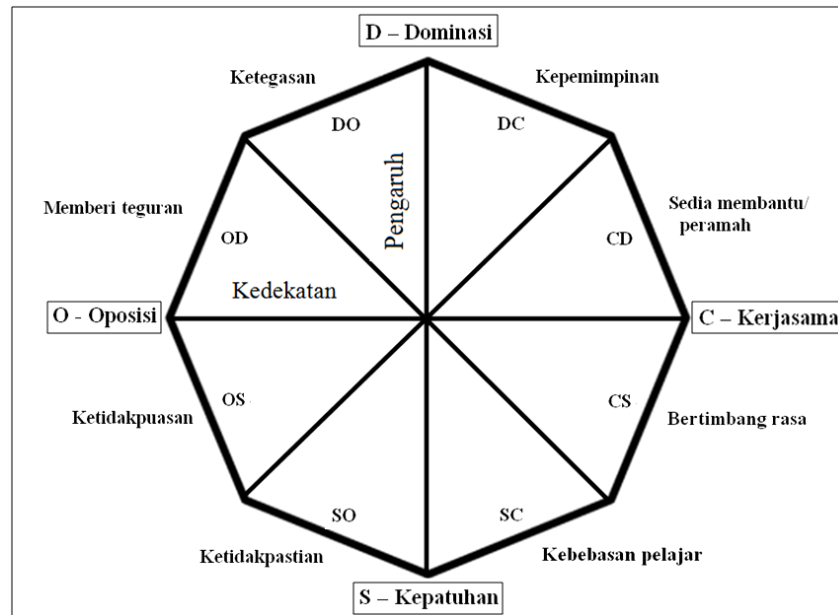 D – Dominasi
Ketegasan
Kepemimpinan
DO
DC
Pengaruh
Memberi teguran
Sedia membantu/
peramah
OD
CD
Kedekatan
O - Oposisi
C – Kerjasama
OS
CS
Ketidakpuasan
Bertimbang rasa
SO
SC
Ketidakpastian
Kebebasan pelajar
S – Kepatuhan